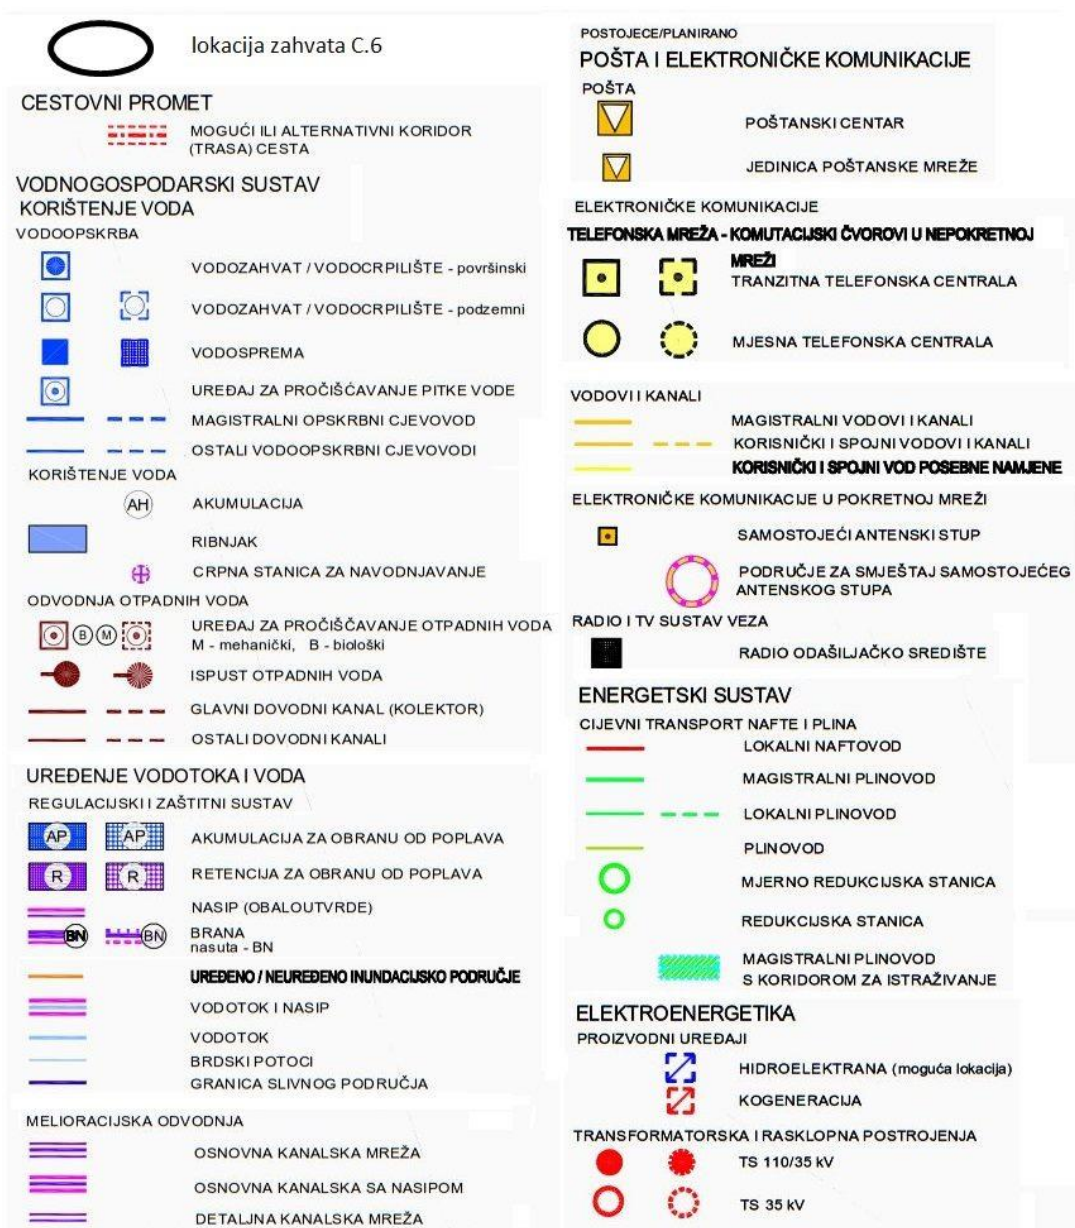 lokacija zahvata C.6
CESTOVNI PROMET
MOGUĆI ILI ALTERNATIVNI KORIDOR
(TRASA) CESTA
VODNOGOSPODARSKI SUSTAV
KORIŠTENJE VODA
VODOOPSKRBA
VODOZAHVAT / VODOCRPILIŠTE - površinski
VODOZAHVAT / VODOCRPILIŠTE - podzemni
VODOSPREMA
UREĐAJ ZA PROČIŠĆAVANJE PITKE VODE
MAGISTRALNI OPSKRBNI CJEVOVOD
OSTALI VODOOPSKRBNI CJEVOVODI
KORIŠTENJE VODA
AH AKUMULACIJA
RIBNJAK
CRPNA STANICA ZA NAVODNJAVANJE
ODVODNJA OTPADNIH VODA
B M UREĐAJ ZA PROČIŠČAVANJE OTPADNIH VODA
M - mehanički, B - biološki
ISPUST OTPADNIH VODA
GLAVNI DOVODNI KANAL (KOLEKTOR)
OSTALI DOVODNI KANALI
UREĐENJE VODOTOKA I VODA
REGULACIJSKI I ZAŠTITNI SUSTAV
AP AP AKUMULACIJA ZA OBRANU OD POPLAVA
R R RETENCIJA ZA OBRANU OD POPLAVA
NASIP (OBALOUTVRDE)
BN BN BRANA
nasuta - BN
UREĐENO / NEUREĐENO INUNDACIJSKO PODRUČJE
VODOTOK I NASIP
VODOTOK
BRDSKI POTOCI
GRANICA SLIVNOG PODRUČJA
MELIORACIJSKA ODVODNJA
OSNOVNA KANALSKA MREŽA
OSNOVNA KANALSKA SA NASIPOM
DETALJNA KANALSKA MREŽA
POSTOJEĆE/PLANIRANO
POŠTA I ELEKTRONIČKE KOMUNIKACIJE
POŠTA
POŠTANSKI CENTAR
JEDINICA POŠTANSKE MREŽE
ELEKTRONIČKE KOMUNIKACIJE
TELEFONSKA MREŽA - KOMUTACIJSKI ČVOROVI U NEPOKRETNOJ
MREŽI
TRANZITNA TELEFONSKA CENTRALA
MJESNA TELEFONSKA CENTRALA
VODOVI I KANALI
MAGISTRALNI VODOVI I KANALI
KORISNIČKI I SPOJNI VODOVI I KANALI
KORISNIČKI I SPOJNI VOD POSEBNE NAMJENE
ELEKTRONIČKE KOMUNIKACIJE U POKRETNOJ MREŽI
SAMOSTOJEĆI ANTENSKI STUP
PODRUČJE ZA SMJEŠTAJ SAMOSTOJEĆEG
ANTENSKOG STUPA
RADIO I TV SUSTAV VEZA
RADIO ODAŠILJAČKO SREDIŠTE
ENERGETSKI SUSTAV
CIJEVNI TRANSPORT NAFTE I PLINA
LOKALNI NAFTOVOD
MAGISTRALNI PLINOVOD
LOKALNI PLINOVOD
PLINOVOD
MJERNO REDUKCIJSKA STANICA
REDUKCIJSKA STANICA
MAGISTRALNI PLINOVOD
S KORIDOROM ZA ISTRAŽIVANJE
ELEKTROENERGETIKA
PROIZVODNI UREĐAJI
HIDROELEKTRANA (moguća lokacija)
KOGENERACIJA
TRANSFORMATORSKA I RASKLOPNA POSTROJENJA
TS 110/35 kV
TS 35 kV